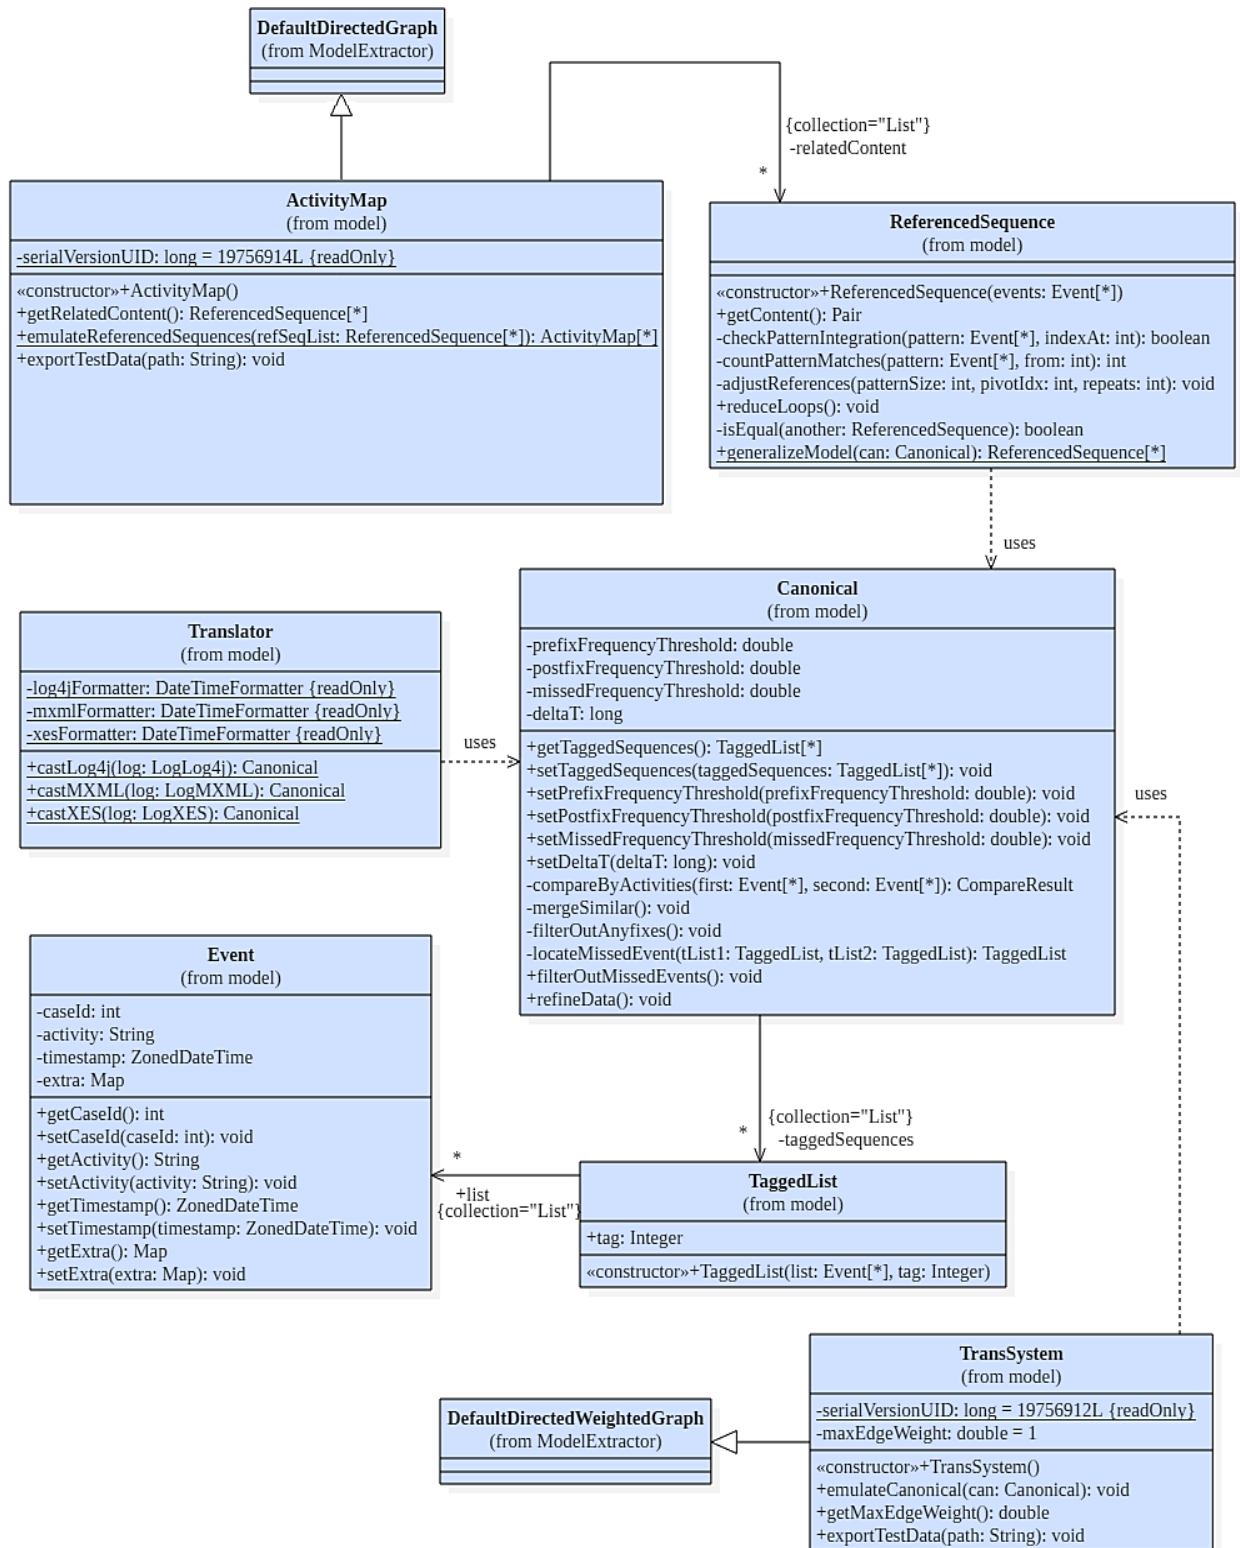 DefaultDirectedGraph
(from ModelExtractor)
{collection="List"}
-relatedContent
*
ActivityMap
(from model)
-serialVersionUID: long = 19756914L {readOnly}
«constructor»+ActivityMap()
+getRelatedContent(): ReferencedSequence[*]
+emulateReferencedSequences(refSeqList: ReferencedSequence[*]): ActivityMap[*]
+exportTestData(path: String): void
ReferencedSequence
(from model)
«constructor»+ReferencedSequence(events: Event[*])
+getContent(): Pair
-checkPatternIntegration(pattern: Event[*], indexAt: int): boolean
-countPatternMatches(pattern: Event[*], from: int): int
-adjustReferences(patternSize: int, pivotIdx: int, repeats: int): void
+reduceLoops(): void
-isEqual(another: ReferencedSequence): boolean
+generalizeModel(can: Canonical): ReferencedSequence[*]
uses
Canonical
(from model)
-prefixFrequencyThreshold: double
-postfixFrequencyThreshold: double
-missedFrequencyThreshold: double
-deltaT: long
+getTaggedSequences(): TaggedList[*]
+setTaggedSequences(taggedSequences: TaggedList[*]): void
+setPrefixFrequencyThreshold(prefixFrequencyThreshold: double): void
+setPostfixFrequencyThreshold(postfixFrequencyThreshold: double): void
+setMissedFrequencyThreshold(missedFrequencyThreshold: double): void
+setDeltaT(deltaT: long): void
-compareByActivities(first: Event[*], second: Event[*]): CompareResult
-mergeSimilar(): void
-filterOutAnyfixes(): void
-locateMissedEvent(tList1: TaggedList, tList2: TaggedList): TaggedList
+filterOutMissedEvents(): void
+refineData(): void
Translator
(from model)
-log4jFormatter: DateTimeFormatter {readOnly}
-mxmlFormatter: DateTimeFormatter {readOnly}
-xesFormatter: DateTimeFormatter {readOnly}
+castLog4j(log: LogLog4j): Canonical
+castMXML(log: LogMXML): Canonical
+castXES(log: LogXES): Canonical
uses
uses
Event
(from model)
-caseId: int
-activity: String
-timestamp: ZonedDateTime
-extra: Map
+getCaseId(): int
+setCaseId(caseId: int): void
+getActivity(): String
+setActivity(activity: String): void
+getTimestamp(): ZonedDateTime
+setTimestamp(timestamp: ZonedDateTime): void
+getExtra(): Map
+setExtra(extra: Map): void
{collection="List"}
*
-taggedSequences
*
+list
{collection="List"}
TaggedList
(from model)
+tag: Integer
«constructor»+TaggedList(list: Event[*], tag: Integer)
TransSystem
(from model)
-serialVersionUID: long = 19756912L {readOnly}
-maxEdgeWeight: double = 1
«constructor»+TransSystem()
+emulateCanonical(can: Canonical): void
+getMaxEdgeWeight(): double
+exportTestData(path: String): void
DefaultDirectedWeightedGraph
(from ModelExtractor)